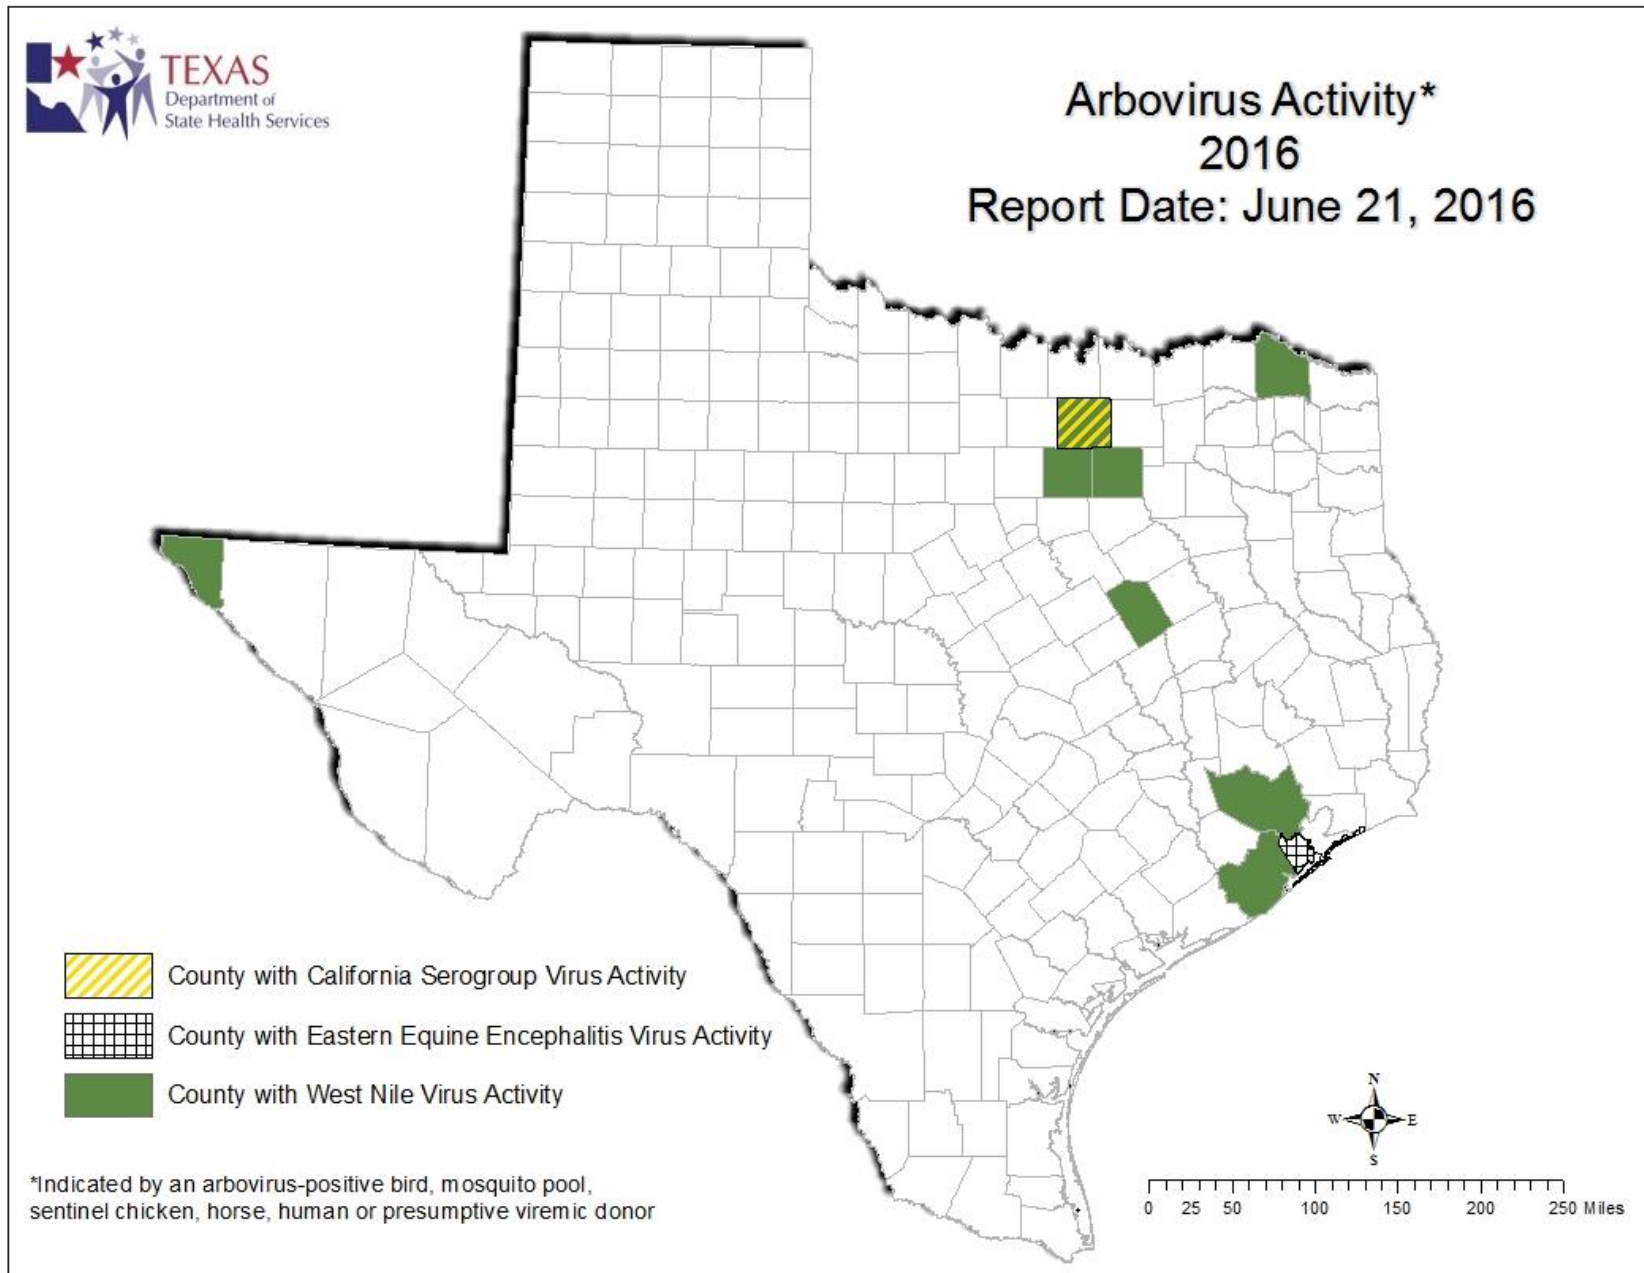 TEXAS
Department of
State Health Services
Arbovirus Activity*
2016
Report Date: June 21, 2016
County with California Serogroup Virus Activity
County with Eastern Equine Encephalitis Virus Activity
County with West Nile Virus Activity
*Indicated by an arbovirus-positive bird, mosquito pool,
sentinel chicken, horse, human or presumptive viremic donor
N
W E
S
0 25 50 100 150 200 250 Miles